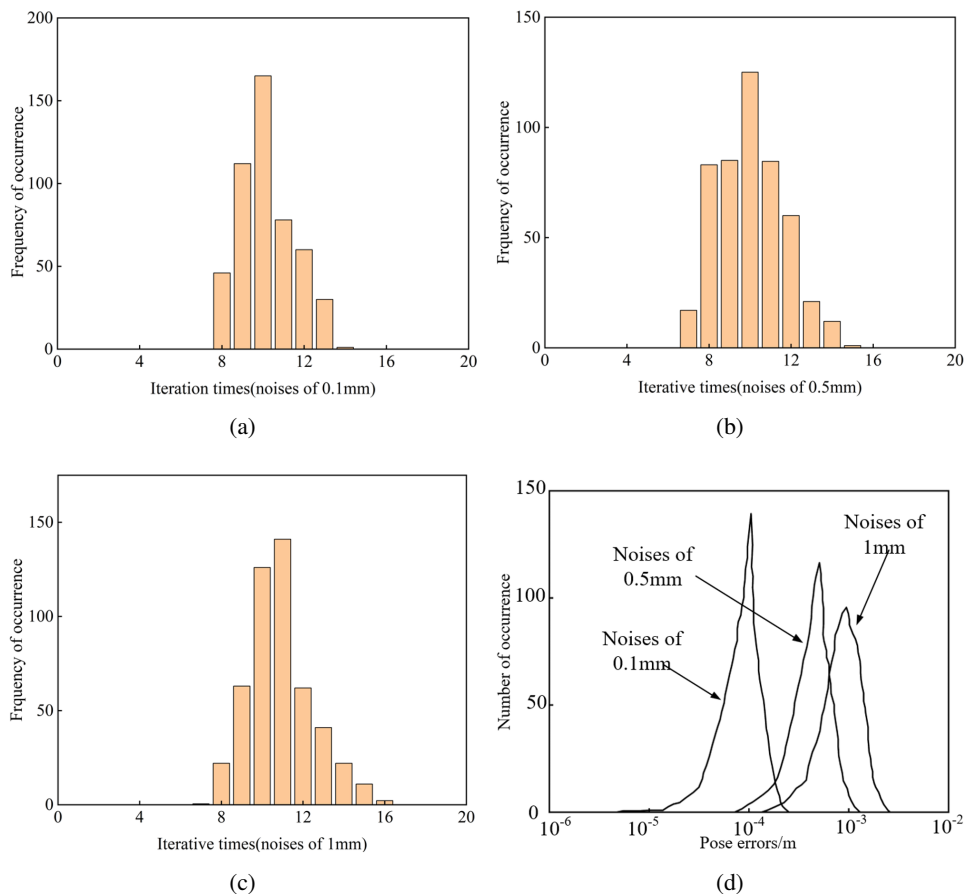 200
150
100
50
0
Frequency of occurrence
0 4 8 12 16 20
Iteration times(noises of 0.1mm)
(a)
150
100
50
0
Frquency of occurrence
0 4 8 12 16 20
Iterative times(noises of 0.5mm)
(b)
150
100
50
0
Frquency of occurrence
0 4 8 12 16 20
Iterative times(noises of 1mm)
(c)
150
100
50
0
Number of occurrence
Noises of
1mm
Noises of
0.5mm
Noises of
0.1mm
10-6 10-5 10-4 10-3 10-2
Pose errors/m
(d)